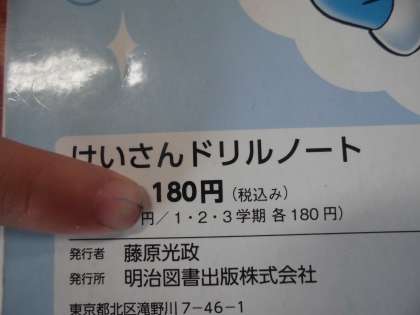 けいさんドリルノート
180円(税込み)
円/1・2・3学期 各180円)
発行者 藤原光政
発行所 明治図書出版株式会社
東京都北区滝野川7-46-1